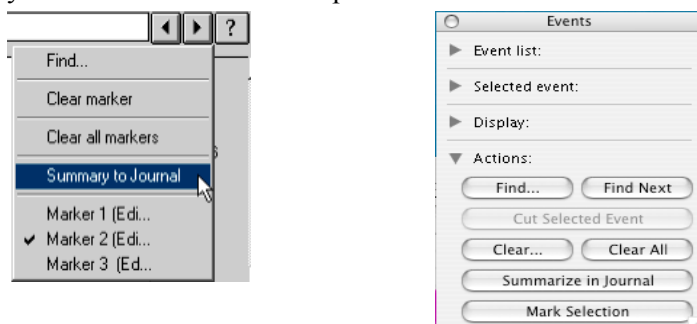 ?
Find...
Clear marker
Clear all markers
Summary to Journal
Marker 1 (Edi...
✔ Marker 2 (Edi...
Marker 3 (Ed...
Events
Event list:
Selected event:
Display:
Actions:
Find... Find Next
Cut Selected Event
Clear... Clear All
Summarize in Journal
Mark Selection